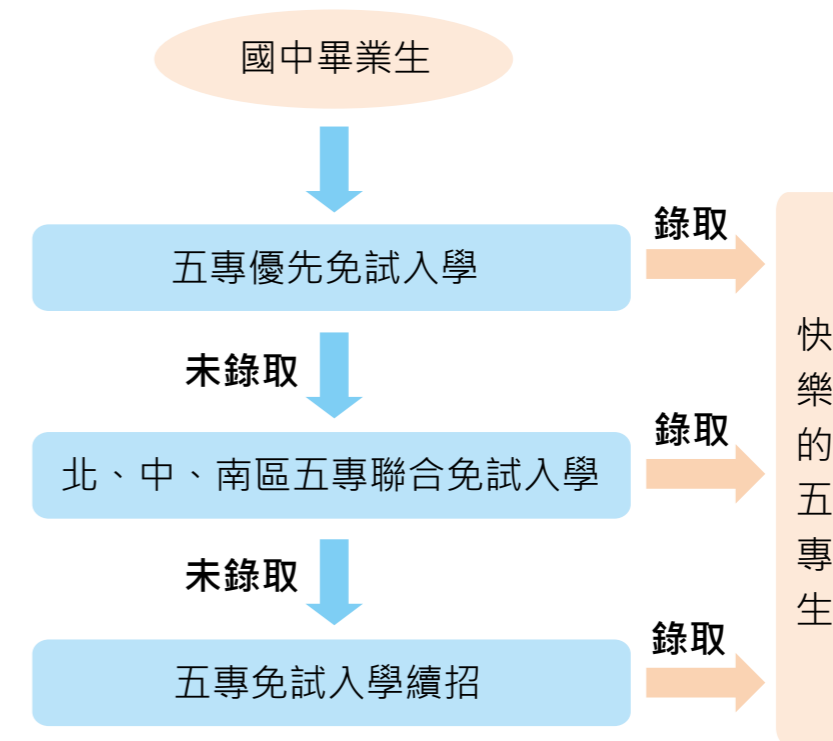 國中畢業生
五專優先免試入學
錄取
未錄取
北、中、南區五專聯合免試入學
錄取
未錄取
五專免試入學續招
錄取
快樂的五專生